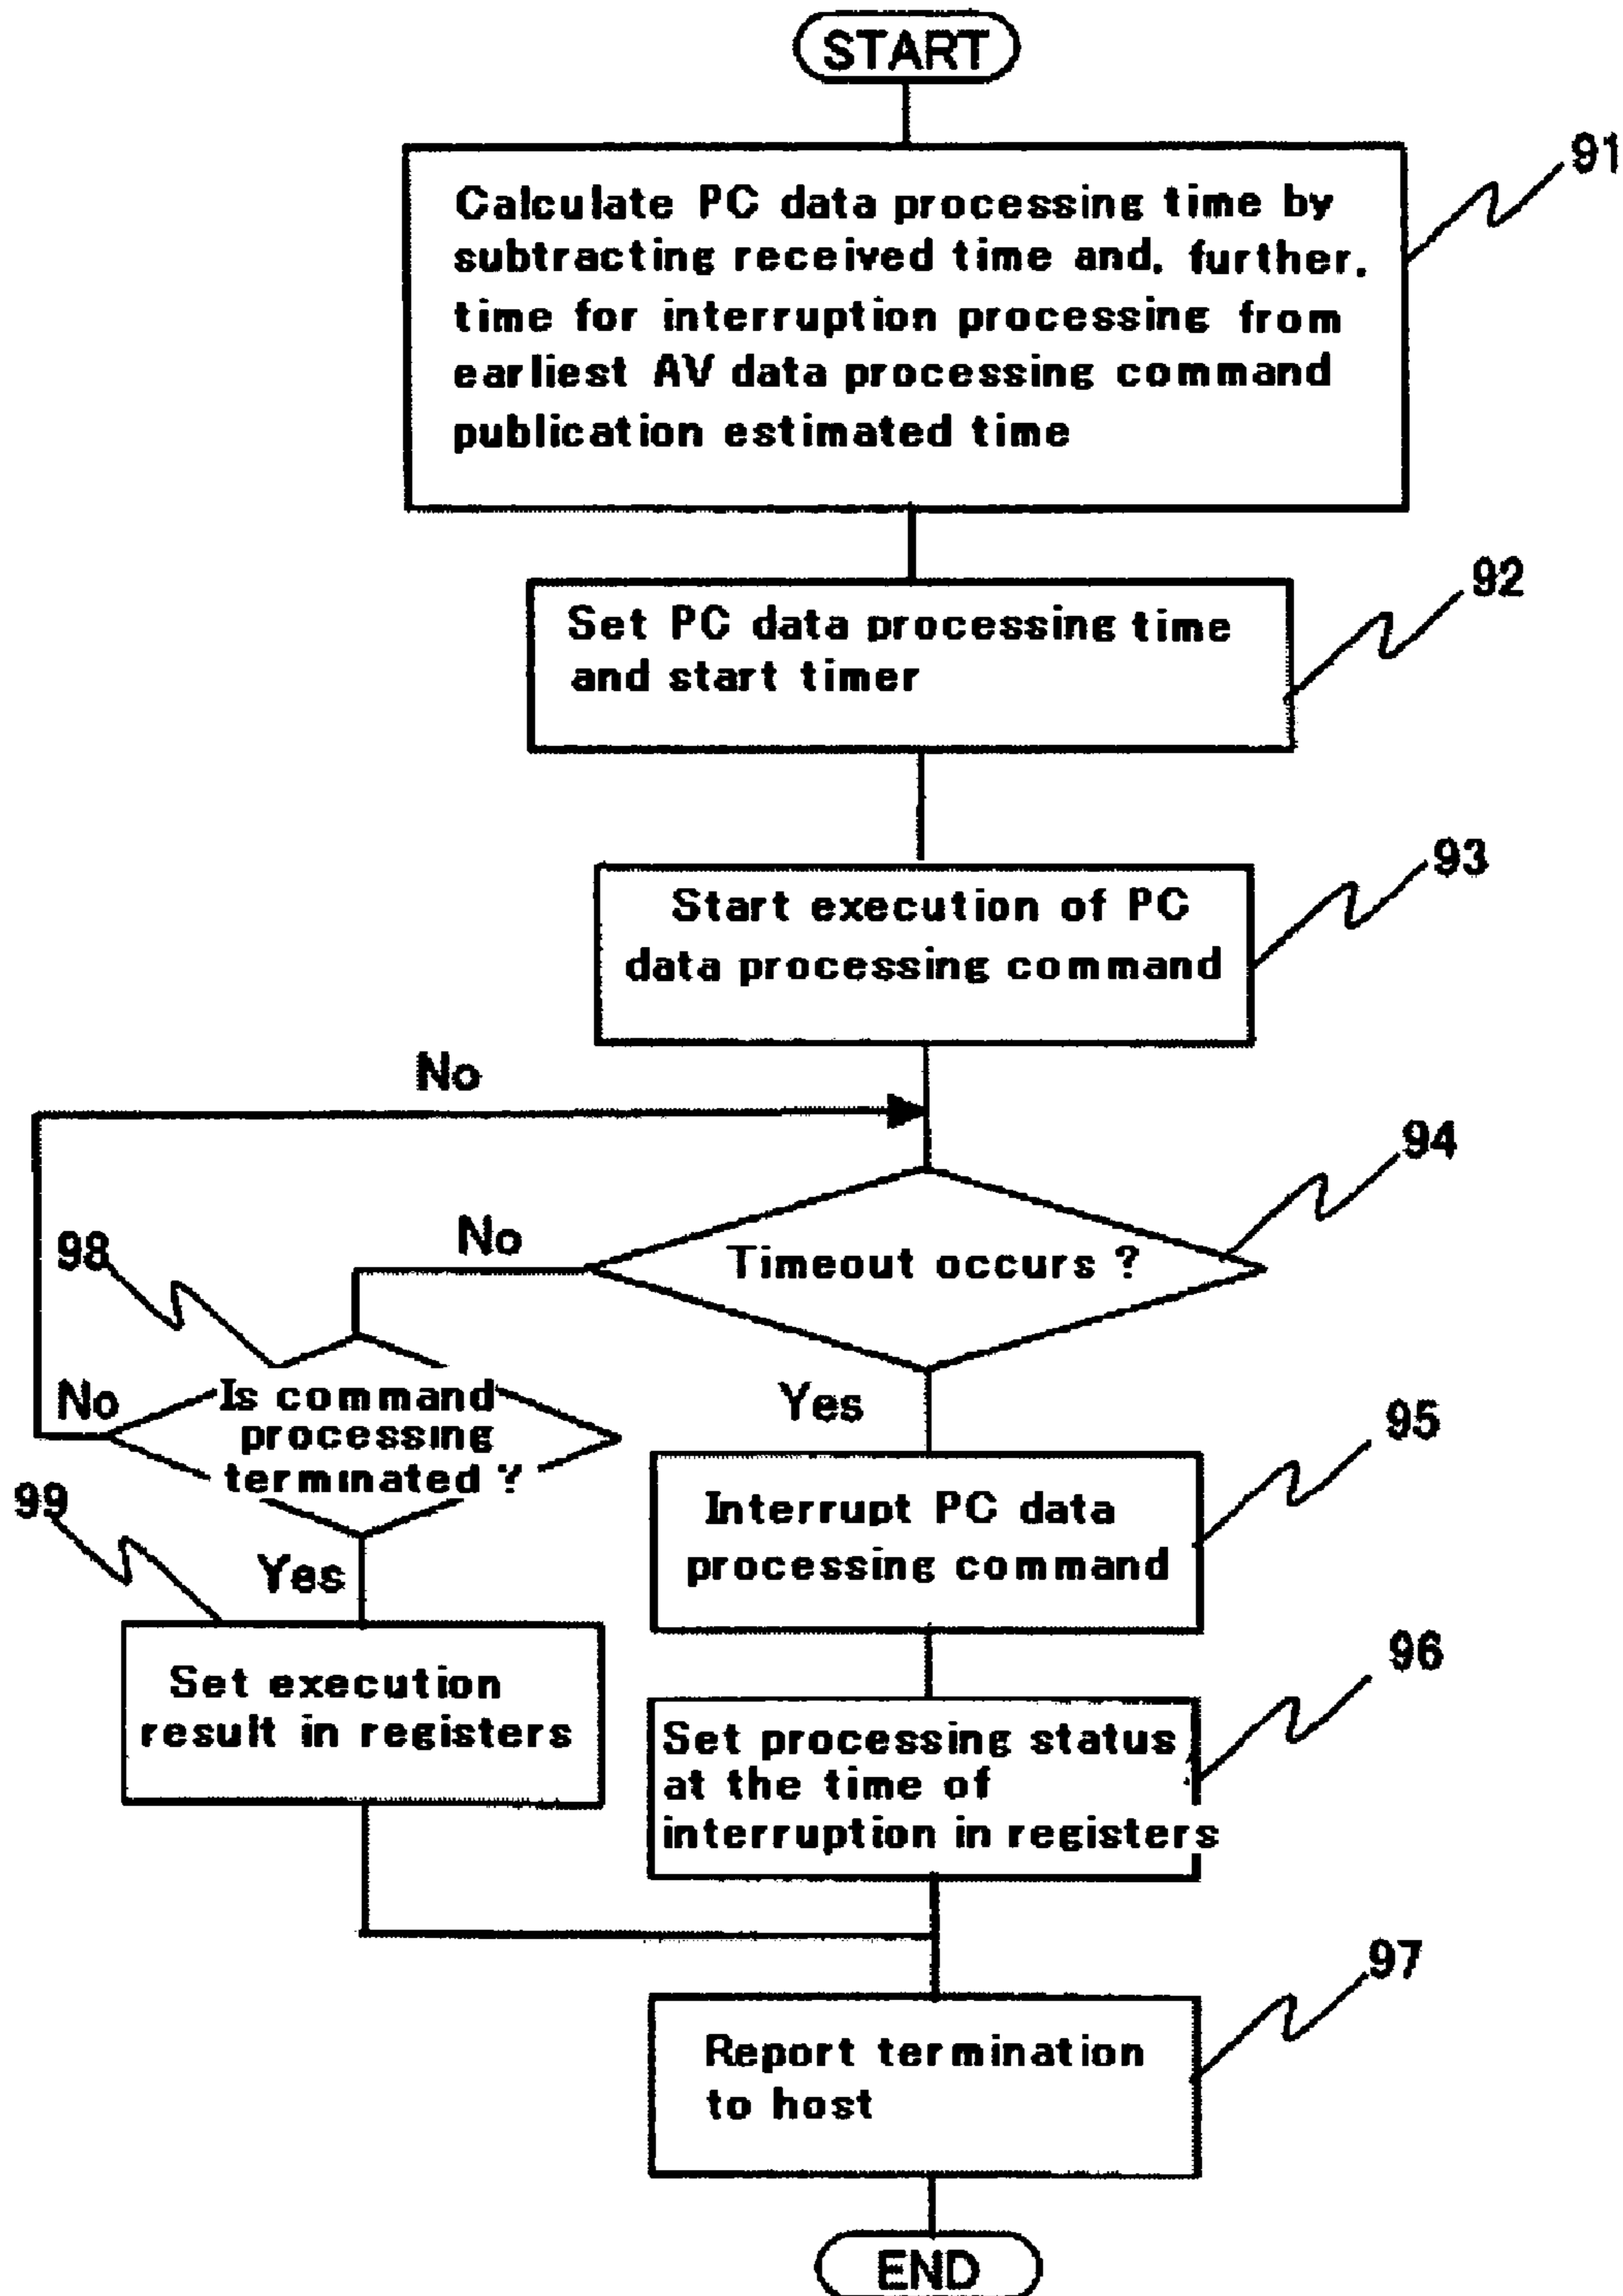 START
91
Calculate PC data processing time by
subtracting received time and, further,
time for interruption processing from
earliest AV data processing command
publication estimated time
92
Set PC data processing time
and start timer
93
Start execution of PC
data processing command
No
94
Timeout occurs ?
No
98
Yes
No
Is command
processing
terminated ?
95
Interrupt PC data
processing command
99
Yes
Set execution
result in registers
96
Set processing status
at the time of
interruption in registers
97
Report termination
to host
END